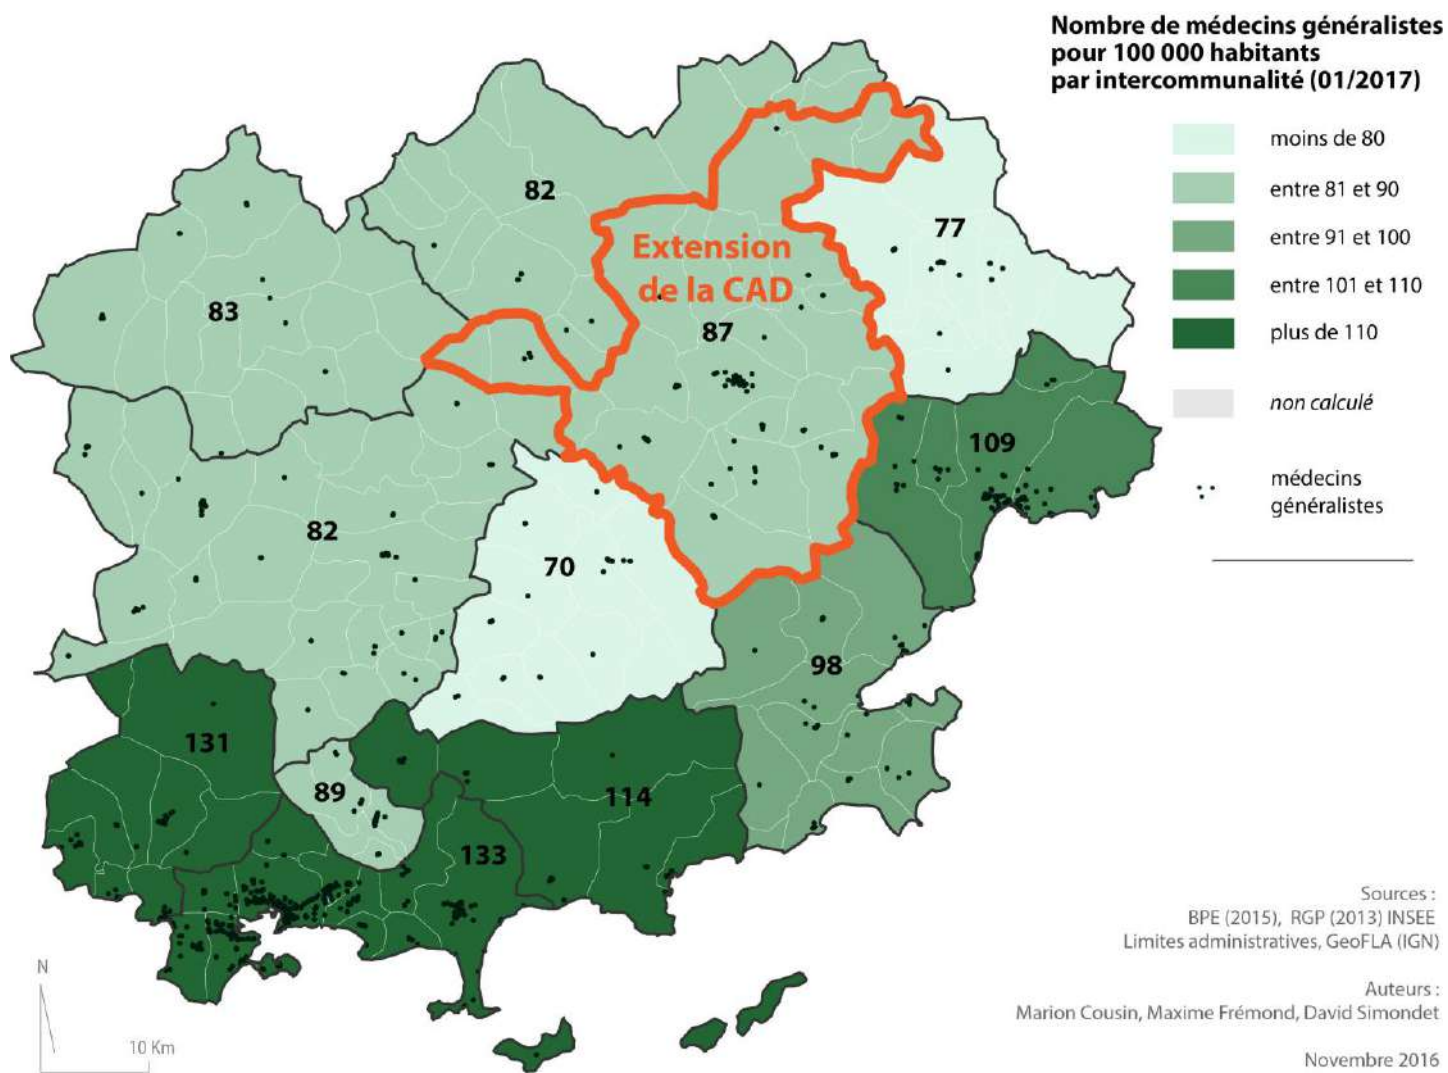 Nombre de médecins généralistes
pour 100 000 habitants
par intercommunalité (01/2017)
moins de 80
entre 81 et 90
entre 91 et 100
entre 101 et 110
plus de 110
non calculé
médecins
généralistes
82
77
Extension
de la CAD
83
87
109
82
70
98
131
89
114
133
Sources :
BPE (2015), RGP (2013) INSEE
Limites administratives, GeoFLA (IGN)
Auteurs :
Marion Cousin, Maxime Frémond, David Simondet
Novembre 2016
N
10 Km